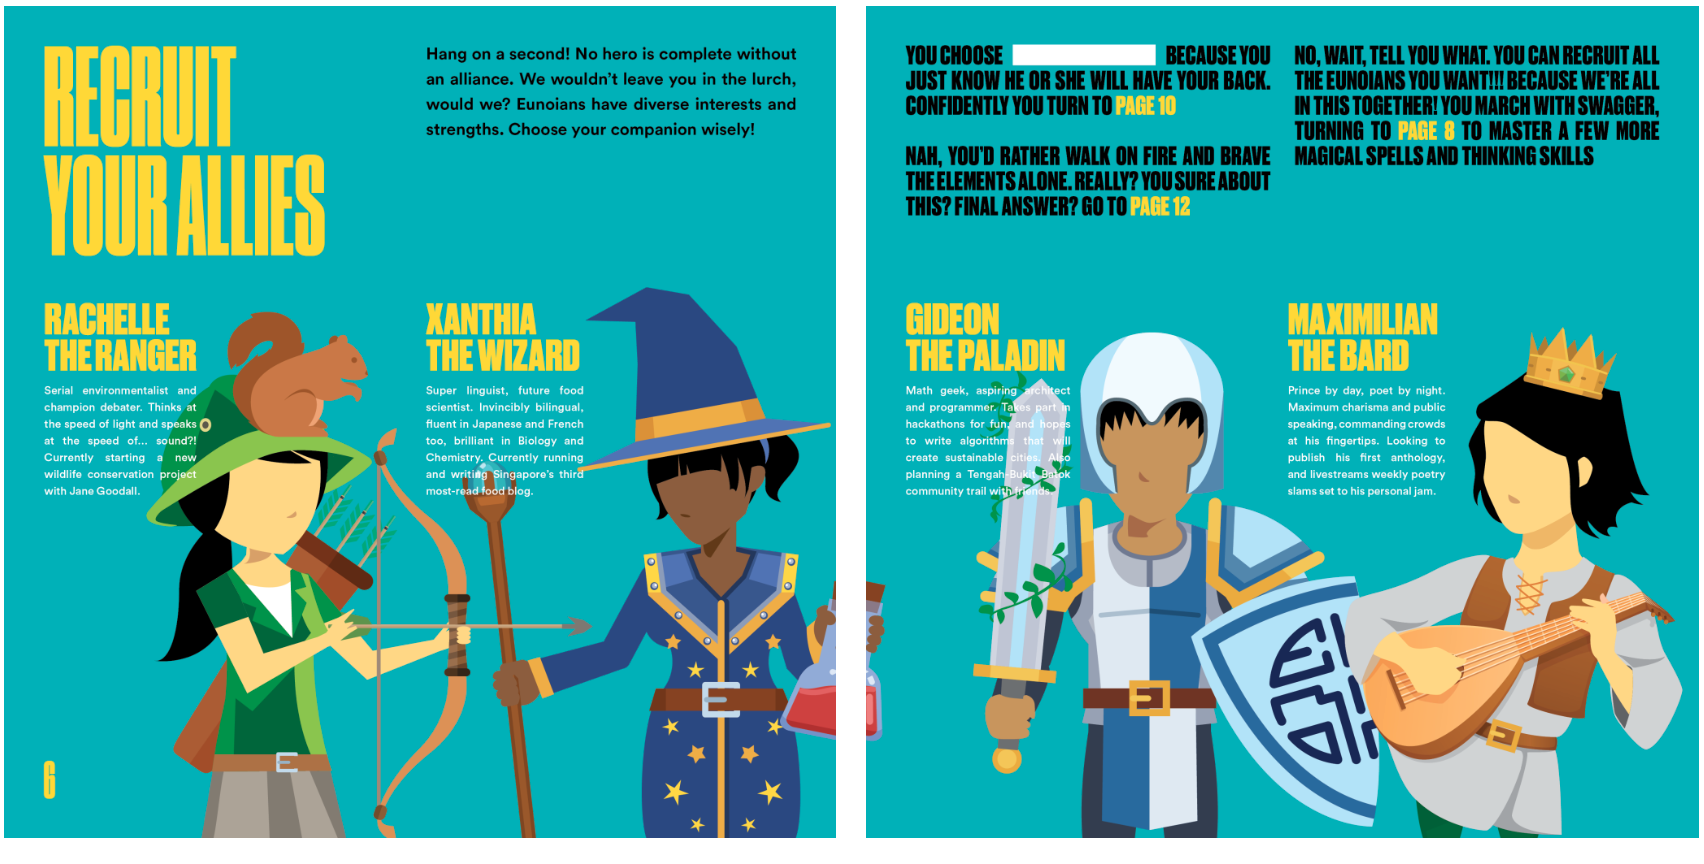 RECRUIT
YOUR ALLIES
Hang on a second! No hero is complete without
an alliance. We wouldn't leave you in the lurch,
would we? Eunoians have diverse interests and
strengths. Choose your companion wisely!
RACHELLE
THE RANGER
Serial environmentalist and
champion debater. Thinks at
the speed of light and speaks
at the speed of... sound?!
Currently starting a new
wildlife conservation project
with Jane Goodall.
XANTHIA
THE WIZARD
Super linguist, future food
scientist. Invincibly bilingual,
fluent in Japanese and French
too, brilliant in Biology and
Chemistry. Currently running
and writing Singapore's third
most-read food blog.
6
YOU CHOOSE BECAUSE YOU
JUST KNOW HE OR SHE WILL HAVE YOUR BACK.
CONFIDENTLY YOU TURN TO PAGE 10
NAH, YOU'D RATHER WALK ON FIRE AND BRAVE
THE ELEMENTS ALONE. REALLY? YOU SURE ABOUT
THIS? FINAL ANSWER? GO TO PAGE 12
NO, WAIT, TELL YOU WHAT. YOU CAN RECRUIT ALL
THE EUNOIANS YOU WANT!!! BECAUSE WE'RE ALL
IN THIS TOGETHER! YOU MARCH WITH SWAGGER,
TURNING TO PAGE 8 TO MASTER A FEW MORE
MAGICAL SPELLS AND THINKING SKILLS
GIDEON
THE PALADIN
Math geek, aspiring architect
and programmer. Takes part in
hackathons for fun, and hopes
to write algorithms that will
create sustainable cities. Also
planning a Tengah-Bukit Batok
community trail with friends.
MAXIMILIAN
THE BARD
Prince by day, poet by night.
Maximum charisma and public
speaking, commanding crowds
at his fingertips. Looking to
publish his first anthology,
and livestreams weekly poetry
slams set to his personal jam.